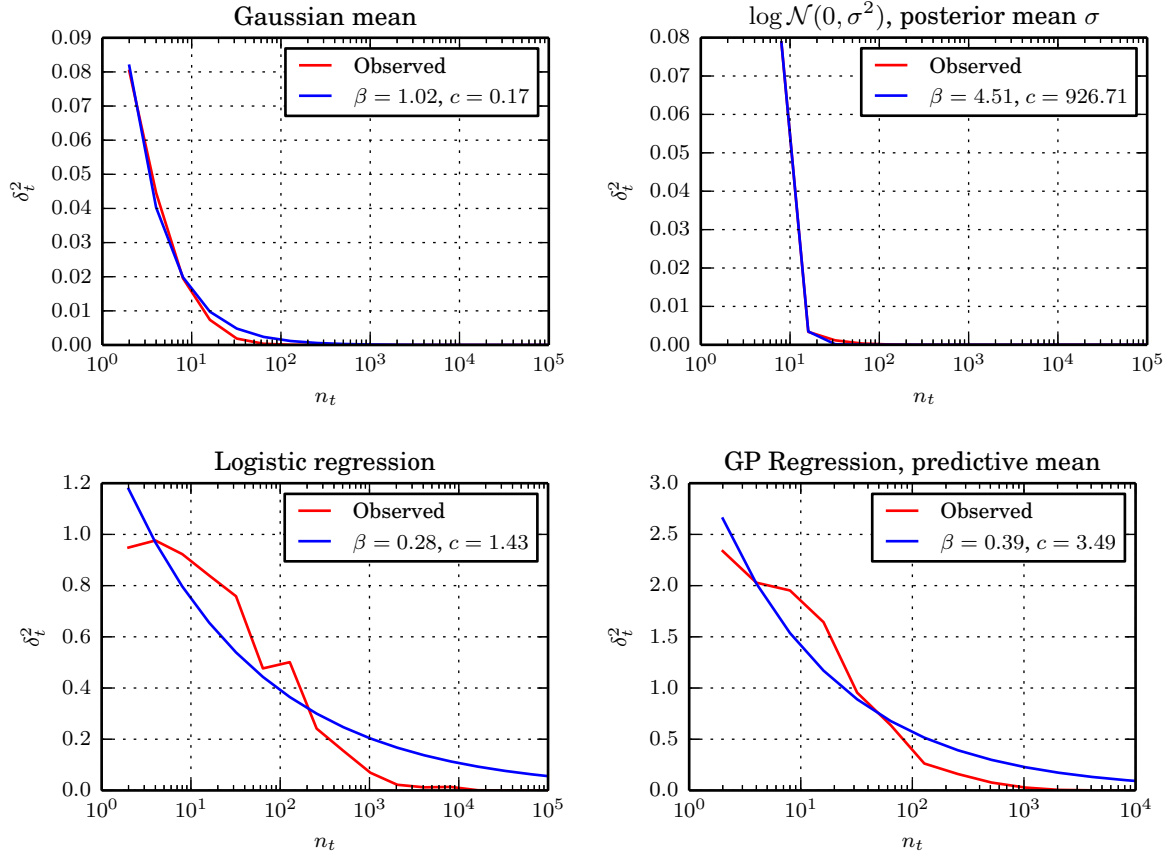 Gaussian mean
0.09
0.08
0.07
0.06
0.05
0.04
0.03
0.02
0.01
0.00
δ_t^2
10^0 10^1 10^2 10^3 10^4 10^5
n_t
Observed
β = 1.02, c = 0.17
log N(0, σ^2), posterior mean σ
0.08
0.07
0.06
0.05
0.04
0.03
0.02
0.01
0.00
δ_t^2
10^0 10^1 10^2 10^3 10^4 10^5
n_t
Observed
β = 4.51, c = 926.71
Logistic regression
1.2
1.0
0.8
0.6
0.4
0.2
0.0
δ_t^2
10^0 10^1 10^2 10^3 10^4 10^5
n_t
Observed
β = 0.28, c = 1.43
GP Regression, predictive mean
3.0
2.5
2.0
1.5
1.0
0.5
0.0
δ_t^2
10^0 10^1 10^2 10^3 10^4
n_t
Observed
β = 0.39, c = 3.49